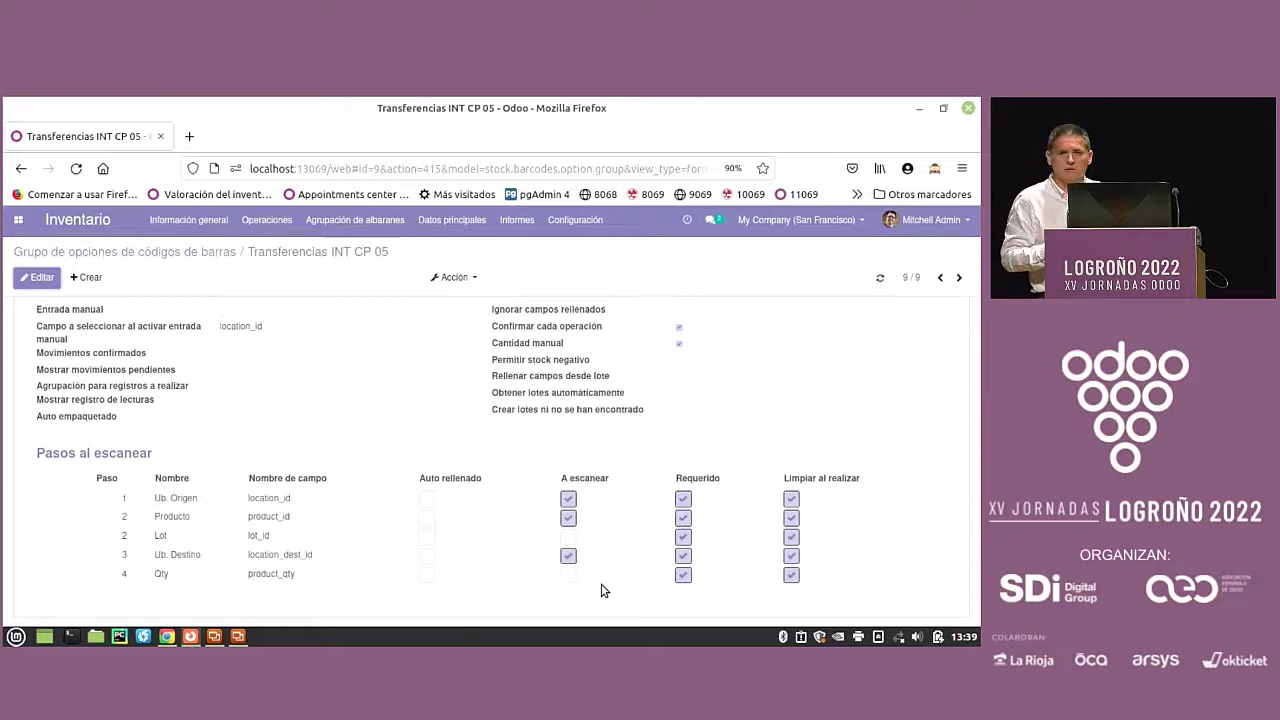 Transferencias INT CP 05 - Odoo - Mozilla Firefox
Transferencias INT CP 05 -
localhost:13069/web#id=9&action=415&model=stock.barcodes.option.group&view_type=forr
90%
Comenzar a usar Firef...
Valoración del invent...
Appointments center ...
Más visitados
pgAdmin 4
8068
8069
9069
10069
11069
Otros marcadores
Inventario
Información general
Operaciones
Agrupación de albaranes
Datos principales
Informes
Configuración
2
My Company (San Francisco)
Mitchell Admin
Grupo de opciones de códigos de barras / Transferencias INT CP 05
Editar
Crear
Acción
9 / 9
Entrada manual
Campo a seleccionar al activar entrada manual
location_id
Movimientos confirmados
Mostrar movimientos pendientes
Agrupación para registros a realizar
Mostrar registro de lecturas
Auto empaquetado
Ignorar campos rellenados
Confirmar cada operación
Cantidad manual
Permitir stock negativo
Rellenar campos desde lote
Obtener lotes automáticamente
Crear lotes ni no se han encontrado
Pasos al escanear
Paso Nombre Nombre de campo Auto rellenado A escanear Requerido Limpiar al realizar
1 Ub. Origen location_id
2 Producto product_id
2 Lot lot_id
3 Ub. Destino location_dest_id
4 Qty product_qty
13:39
LOGROÑO 2022
XV JORNADAS ODOO
odoo
XV JORNADAS LOGROÑO 2022
ORGANIZAN:
SDi Digital Group
aeo
COLABORAN:
La Rioja
öca
arsys
okticket